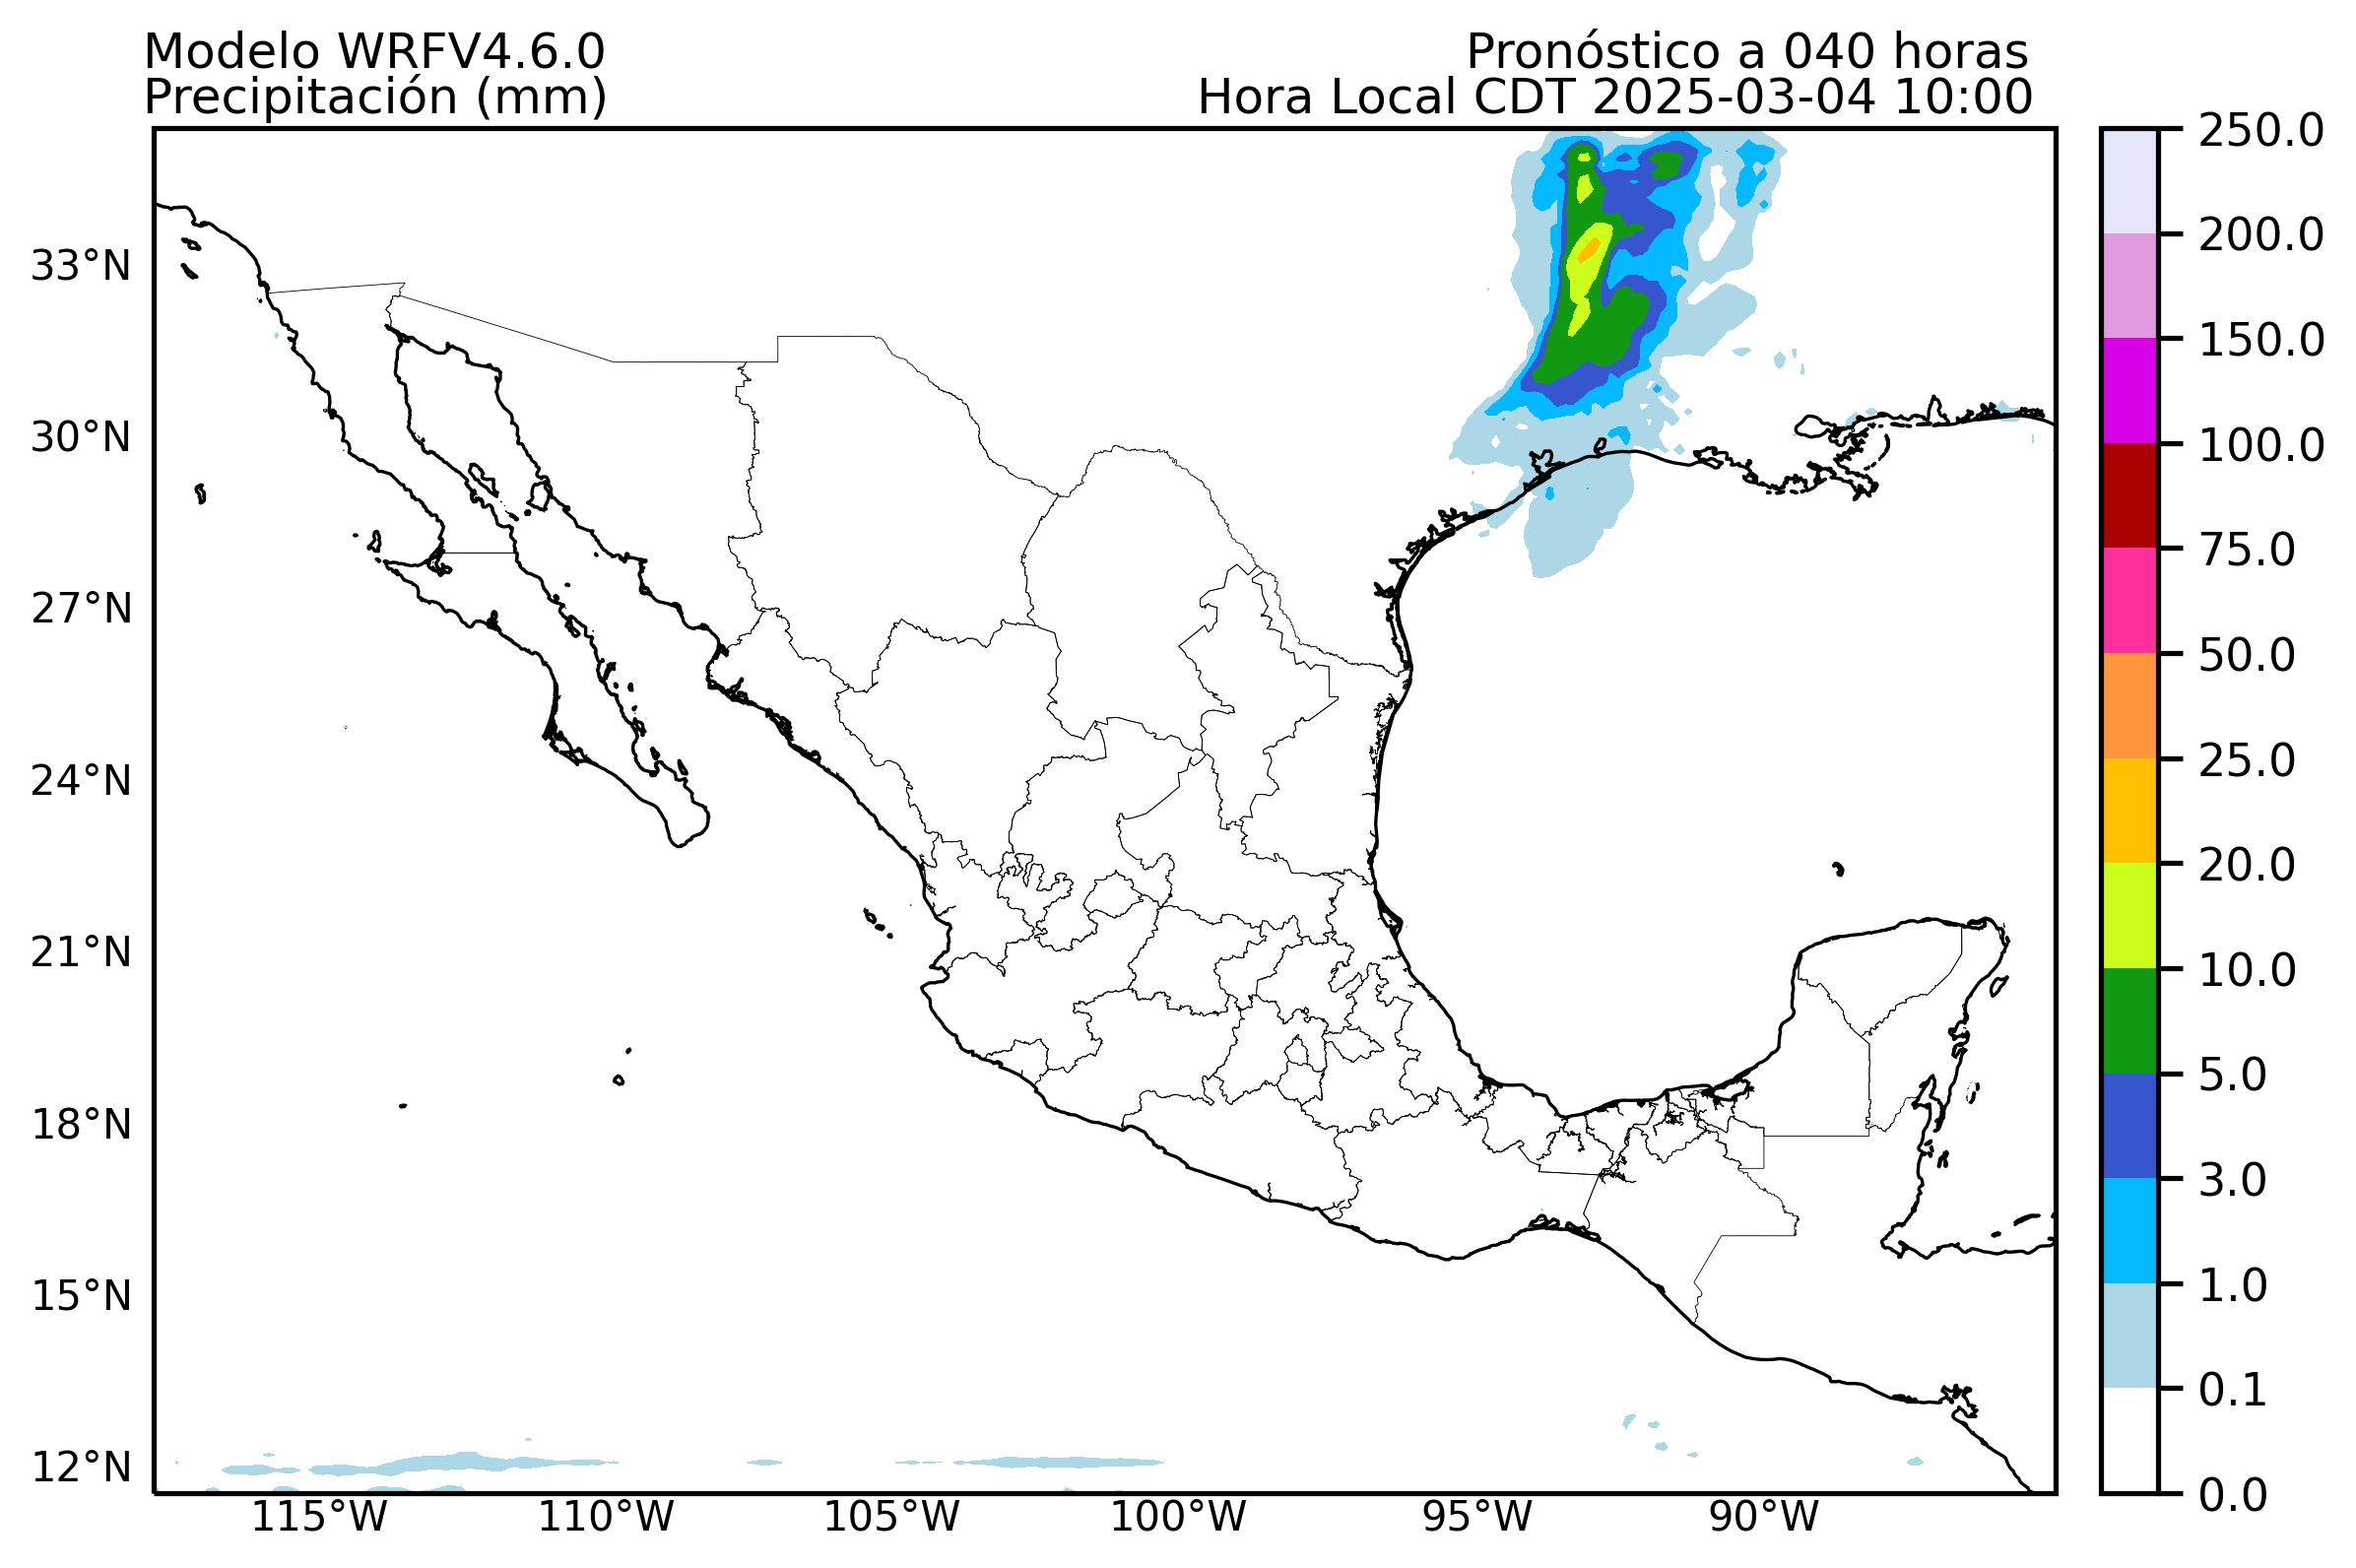 Modelo WRFV4.6.0
Pronóstico a 040 horas
Precipitación (mm)
Hora Local CDT 2025-03-04 10:00
33°N
30°N
27°N
24°N
21°N
18°N
15°N
12°N
115°W
110°W
105°W
100°W
95°W
90°W
250.0
200.0
150.0
100.0
75.0
50.0
25.0
20.0
10.0
5.0
3.0
1.0
0.1
0.0